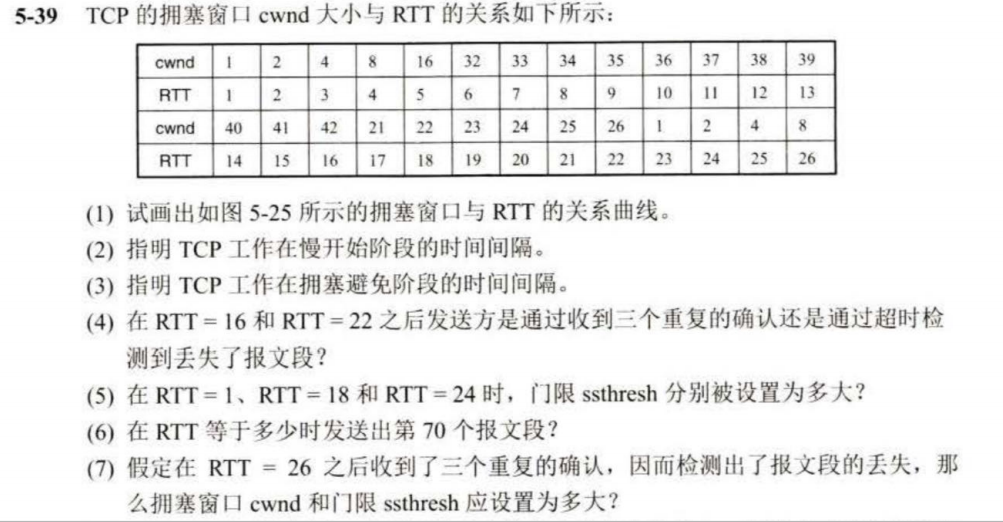 5-39 TCP 的拥塞窗口 cwnd 大小与 RTT 的关系如下所示：
cwnd 1 2 4 8 16 32 33 34 35 36 37 38 39
RTT 1 2 3 4 5 6 7 8 9 10 11 12 13
cwnd 40 41 42 21 22 23 24 25 26 1 2 4 8
RTT 14 15 16 17 18 19 20 21 22 23 24 25 26
(1) 试画出如图 5-25 所示的拥塞窗口与 RTT 的关系曲线。
(2) 指明 TCP 工作在慢开始阶段的时间间隔。
(3) 指明 TCP 工作在拥塞避免阶段的时间间隔。
(4) 在 RTT = 16 和 RTT = 22 之后发送方是通过收到三个重复的确认还是通过超时检
测到丢失了报文段？
(5) 在 RTT = 1、RTT = 18 和 RTT = 24 时，门限 ssthresh 分别被设置为多大？
(6) 在 RTT 等于多少时发送出第 70 个报文段？
(7) 假定在 RTT = 26 之后收到了三个重复的确认，因而检测出了报文段的丢失，那
么拥塞窗口 cwnd 和门限 ssthresh 应设置为多大？